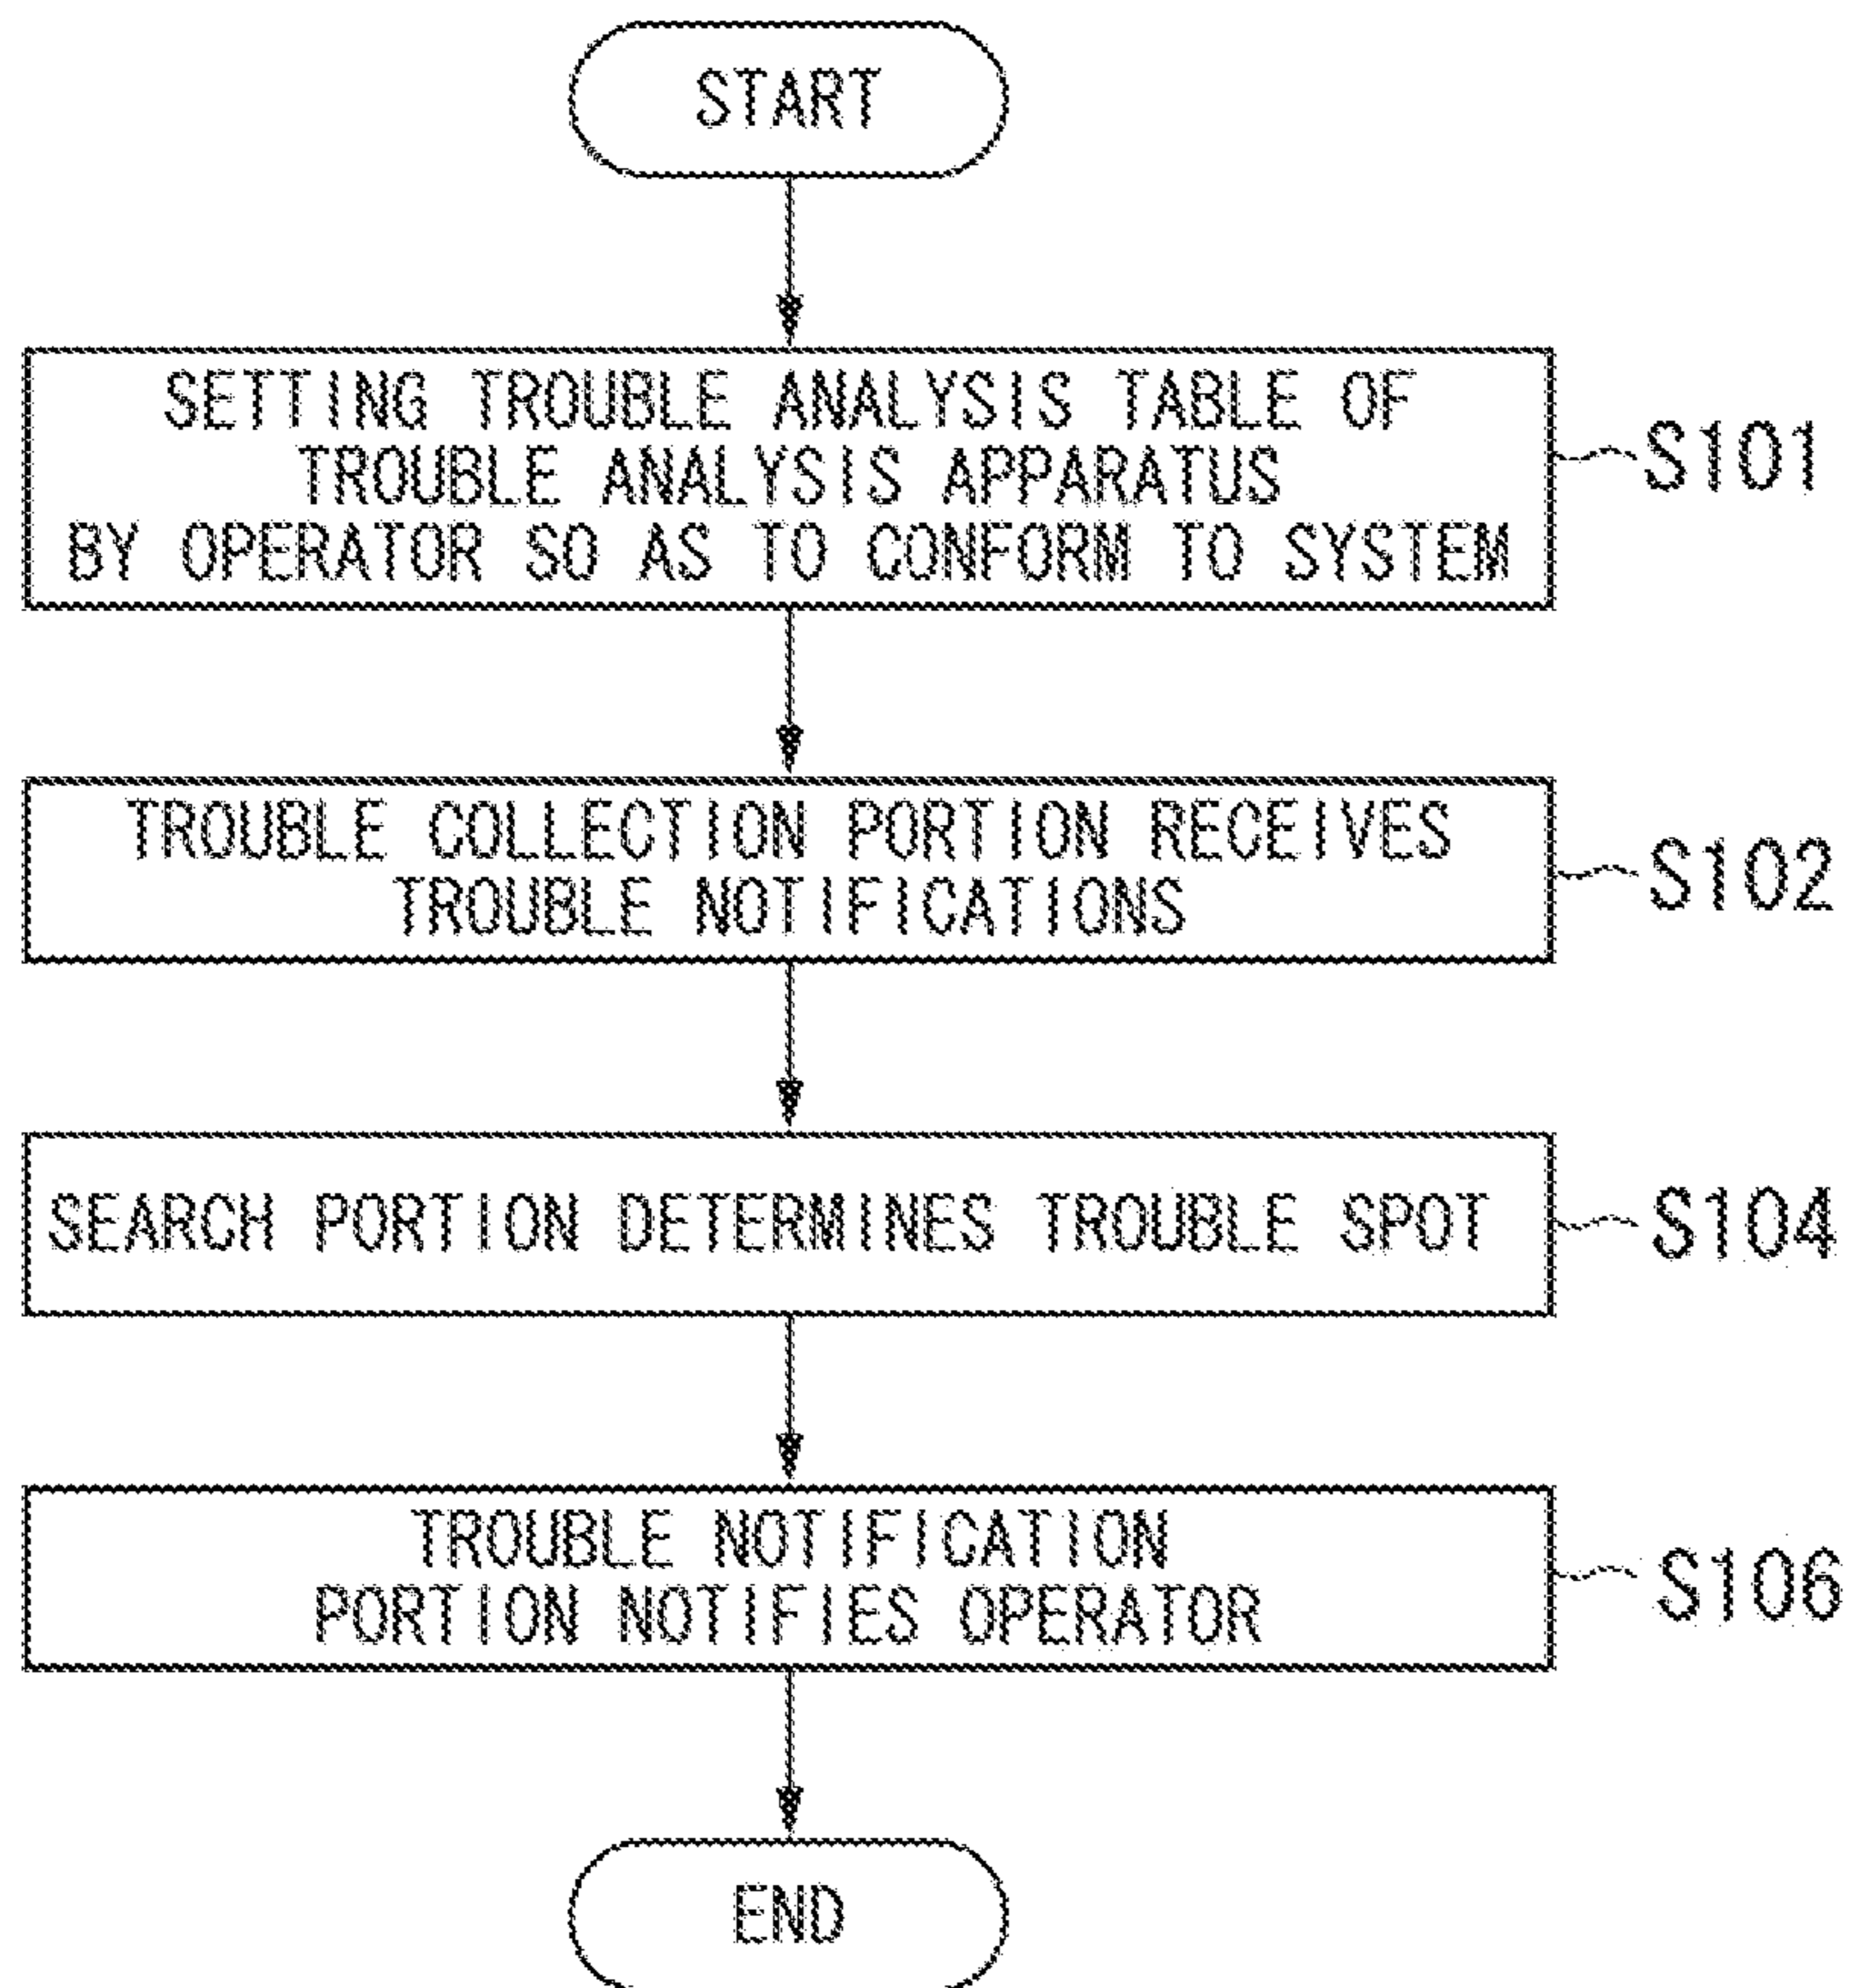 START
SETTING TROUBLE ANALYSIS TABLE OF
TROUBLE ANALYSIS APPARATUS
BY OPERATOR SO AS TO CONFORM TO SYSTEM
S101
TROUBLE COLLECTION PORTION RECEIVES
TROUBLE NOTIFICATIONS
S102
SEARCH PORTION DETERMINES TROUBLE SPOT
S104
TROUBLE NOTIFICATION
PORTION NOTIFIES OPERATOR
S106
END